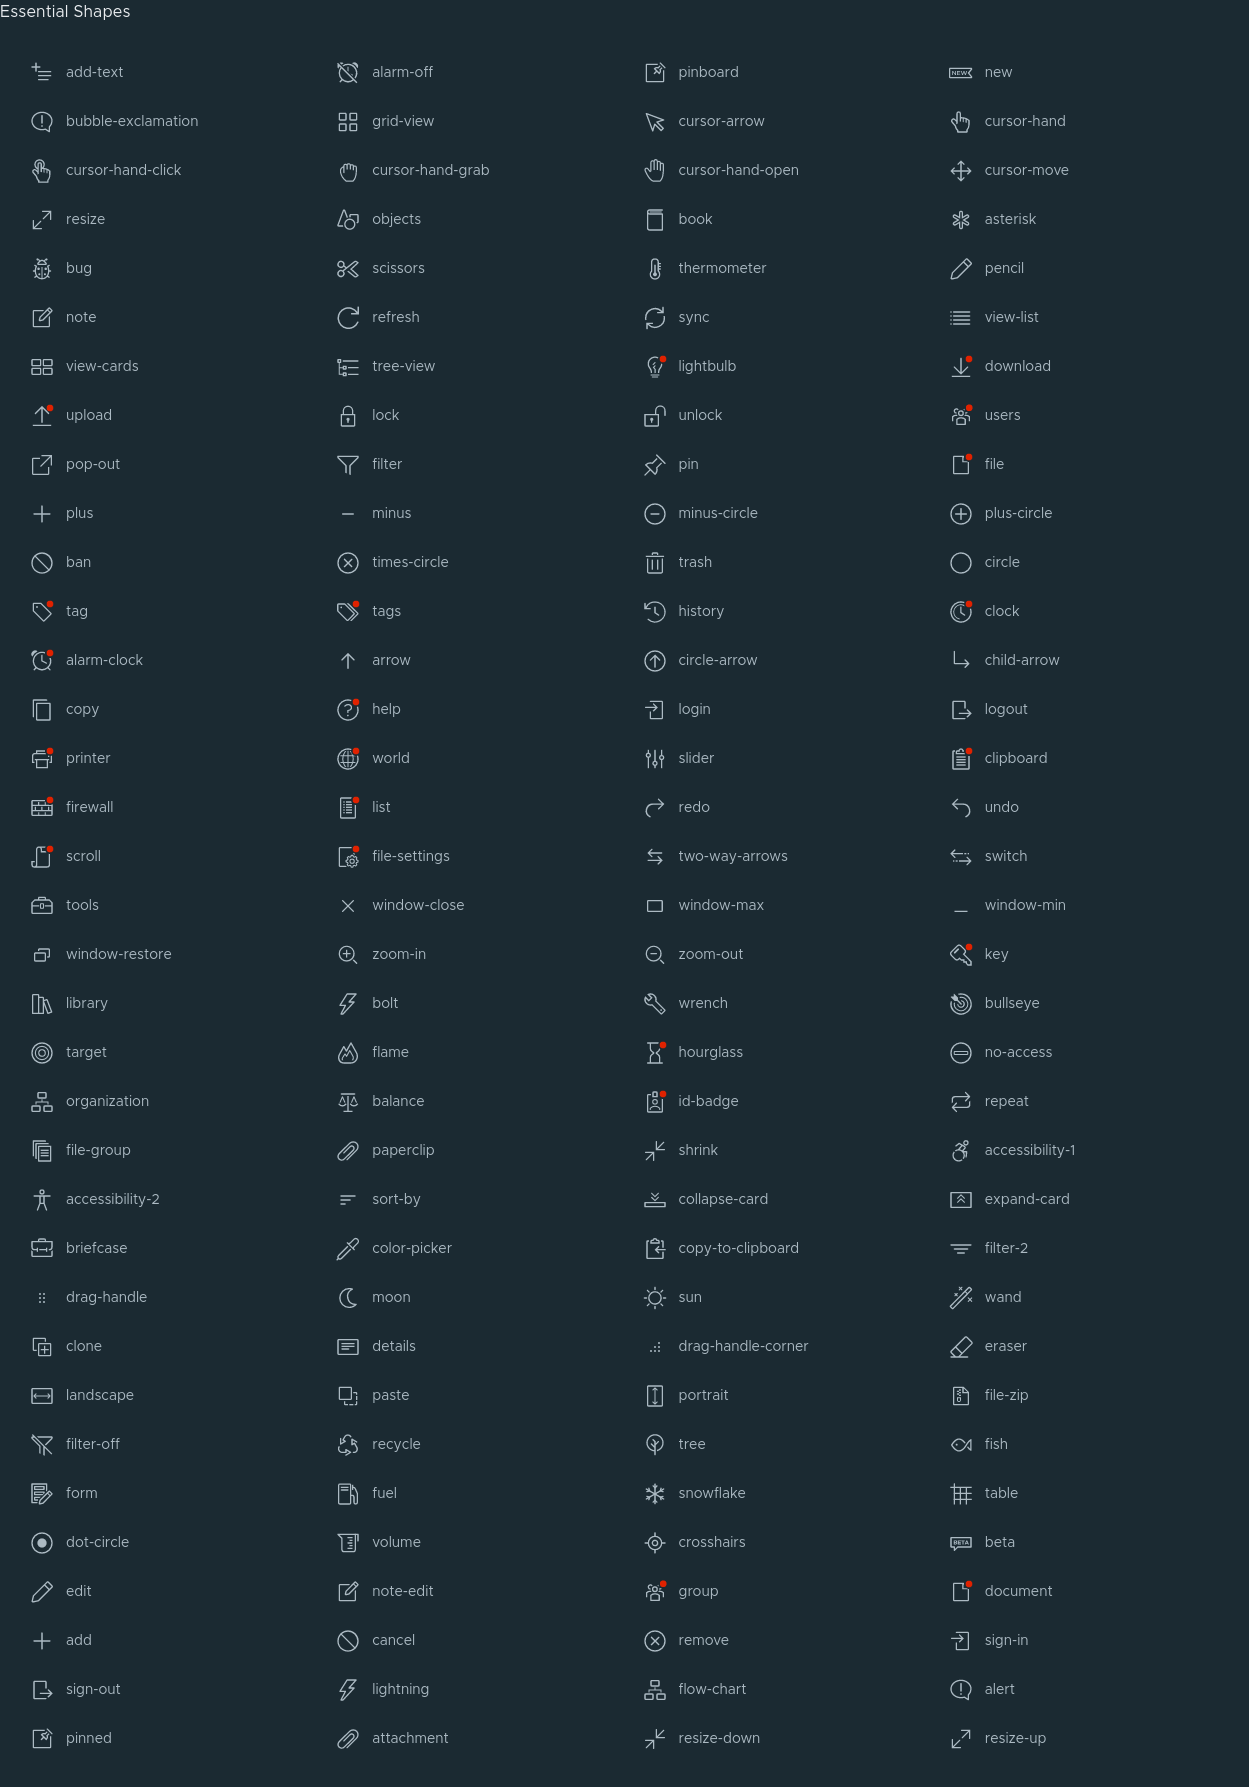 Essential Shapes
add-text alarm-off pinboard NEW new
bubble-exclamation grid-view cursor-arrow cursor-hand
cursor-hand-click cursor-hand-grab cursor-hand-open cursor-move
resize objects book asterisk
bug scissors thermometer pencil
note refresh sync view-list
view-cards tree-view lightbulb download
upload lock unlock users
pop-out filter pin file
plus minus minus-circle plus-circle
ban times-circle trash circle
tag tags history clock
alarm-clock arrow circle-arrow child-arrow
copy help login logout
printer world slider clipboard
firewall list redo undo
scroll file-settings two-way-arrows switch
tools window-close window-max window-min
window-restore zoom-in zoom-out key
library bolt wrench bullseye
target flame hourglass no-access
organization balance id-badge repeat
file-group paperclip shrink accessibility-1
accessibility-2 sort-by collapse-card expand-card
briefcase color-picker copy-to-clipboard filter-2
drag-handle moon sun wand
clone details drag-handle-corner eraser
landscape paste portrait file-zip
filter-off recycle tree fish
form fuel snowflake table
dot-circle volume crosshairs BETA beta
edit note-edit group document
add cancel remove sign-in
sign-out lightning flow-chart alert
pinned attachment resize-down resize-up